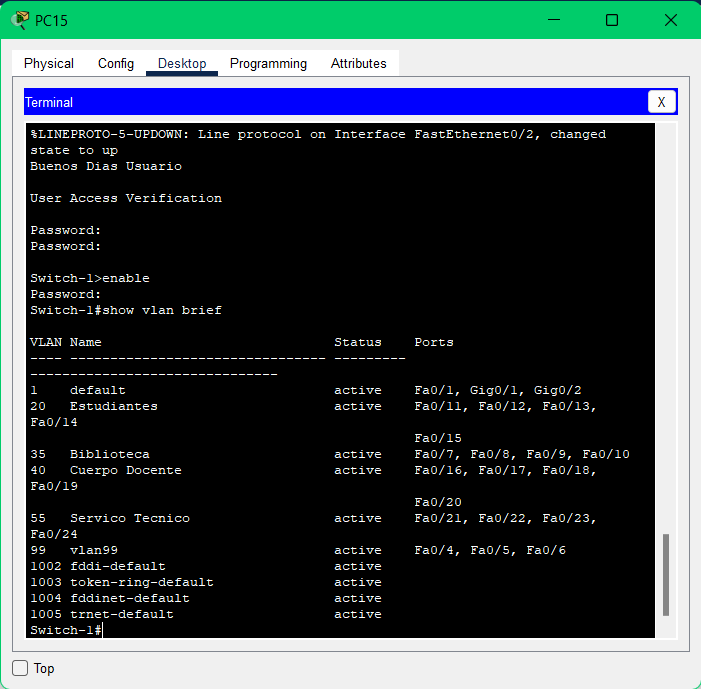 PC15
Physical Config Desktop Programming Attributes
Terminal X
%LINEPROTO-5-UPDOWN: Line protocol on Interface FastEthernet0/2, changed
state to up
Buenos Dias Usuario
User Access Verification
Password:
Password:
Switch-1>enable
Password:
Switch-1#show vlan brief
VLAN Name Status Ports
---- -------------------------------- ---------
-------------------------------
1 default active Fa0/1, Gig0/1, Gig0/2
20 Estudiantes active Fa0/11, Fa0/12, Fa0/13,
Fa0/14
Fa0/15
35 Biblioteca active Fa0/7, Fa0/8, Fa0/9, Fa0/10
40 Cuerpo Docente active Fa0/16, Fa0/17, Fa0/18,
Fa0/19
Fa0/20
55 Servico Tecnico active Fa0/21, Fa0/22, Fa0/23,
Fa0/24
99 vlan99 active Fa0/4, Fa0/5, Fa0/6
1002 fddi-default active
1003 token-ring-default active
1004 fddinet-default active
1005 trnet-default active
Switch-1#
Top